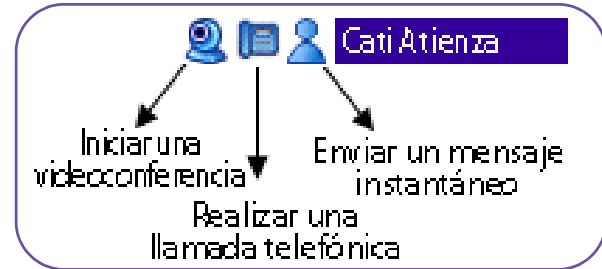 Cati Atienza
Iniciar una
videoconferencia
Enviar un mensaje
instantáneo
Realizar una
llamada telefónica